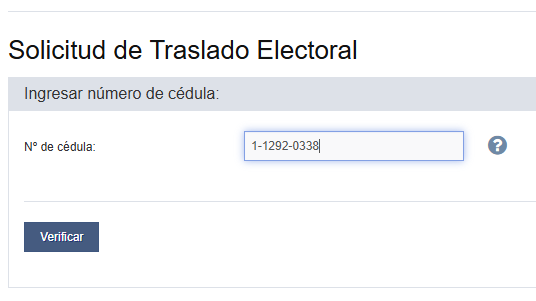 Solicitud de Traslado Electoral
Ingresar número de cédula:
N° de cédula: 1-1292-0338 ?
Verificar